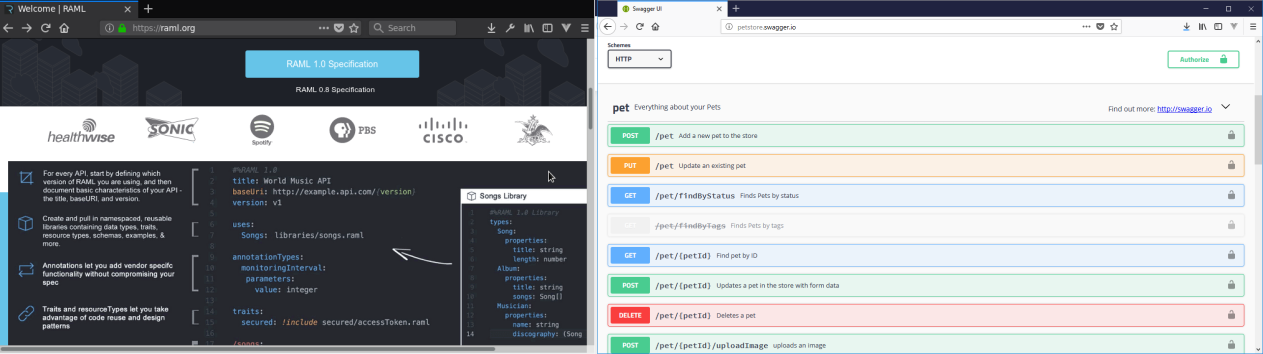 Welcome | RAML
https://raml.org
Search
RAML 1.0 Specification
RAML 0.8 Specification
healthwise
SONIC
Spotify
PBS
CISCO
For every API, start by defining which
version of RAML you are using, and then
document basic characteristics of your API -
the title, baseURI, and version.
Create and pull in namespaced, reusable
libraries containing data types, traits,
resource types, schemas, examples, &
more.
Annotations let you add vendor specifc
functionality without compromising your
spec
Traits and resourceTypes let you take
advantage of code reuse and design
patterns
1 #%RAML 1.0
2 title: World Music API
3 baseUri: http://example.api.com/{version}
4 version: v1
5
6 uses:
7 Songs: libraries/songs.raml
8
9 annotationTypes:
10 monitoringInterval:
11 parameters:
12 value: integer
13
14 traits:
15 secured: !include secured/accessToken.raml
16
17 /songs:
Songs Library
1 #%RAML 1.0 Library
2 types:
3 Song:
4 properties:
5 title: string
6 length: number
7 Album:
8 properties:
9 title: string
10 songs: Song[]
11 Musician:
12 properties:
13 name: string
14 discography: (Song
Swagger UI
petstore.swagger.io
Schemes
HTTP
Authorize
pet Everything about your Pets
Find out more: http://swagger.io
POST /pet Add a new pet to the store
PUT /pet Update an existing pet
GET /pet/findByStatus Finds Pets by status
GET /pet/findByTags Finds Pets by tags
GET /pet/{petId} Find pet by ID
POST /pet/{petId} Updates a pet in the store with form data
DELETE /pet/{petId} Deletes a pet
POST /pet/{petId}/uploadImage uploads an image